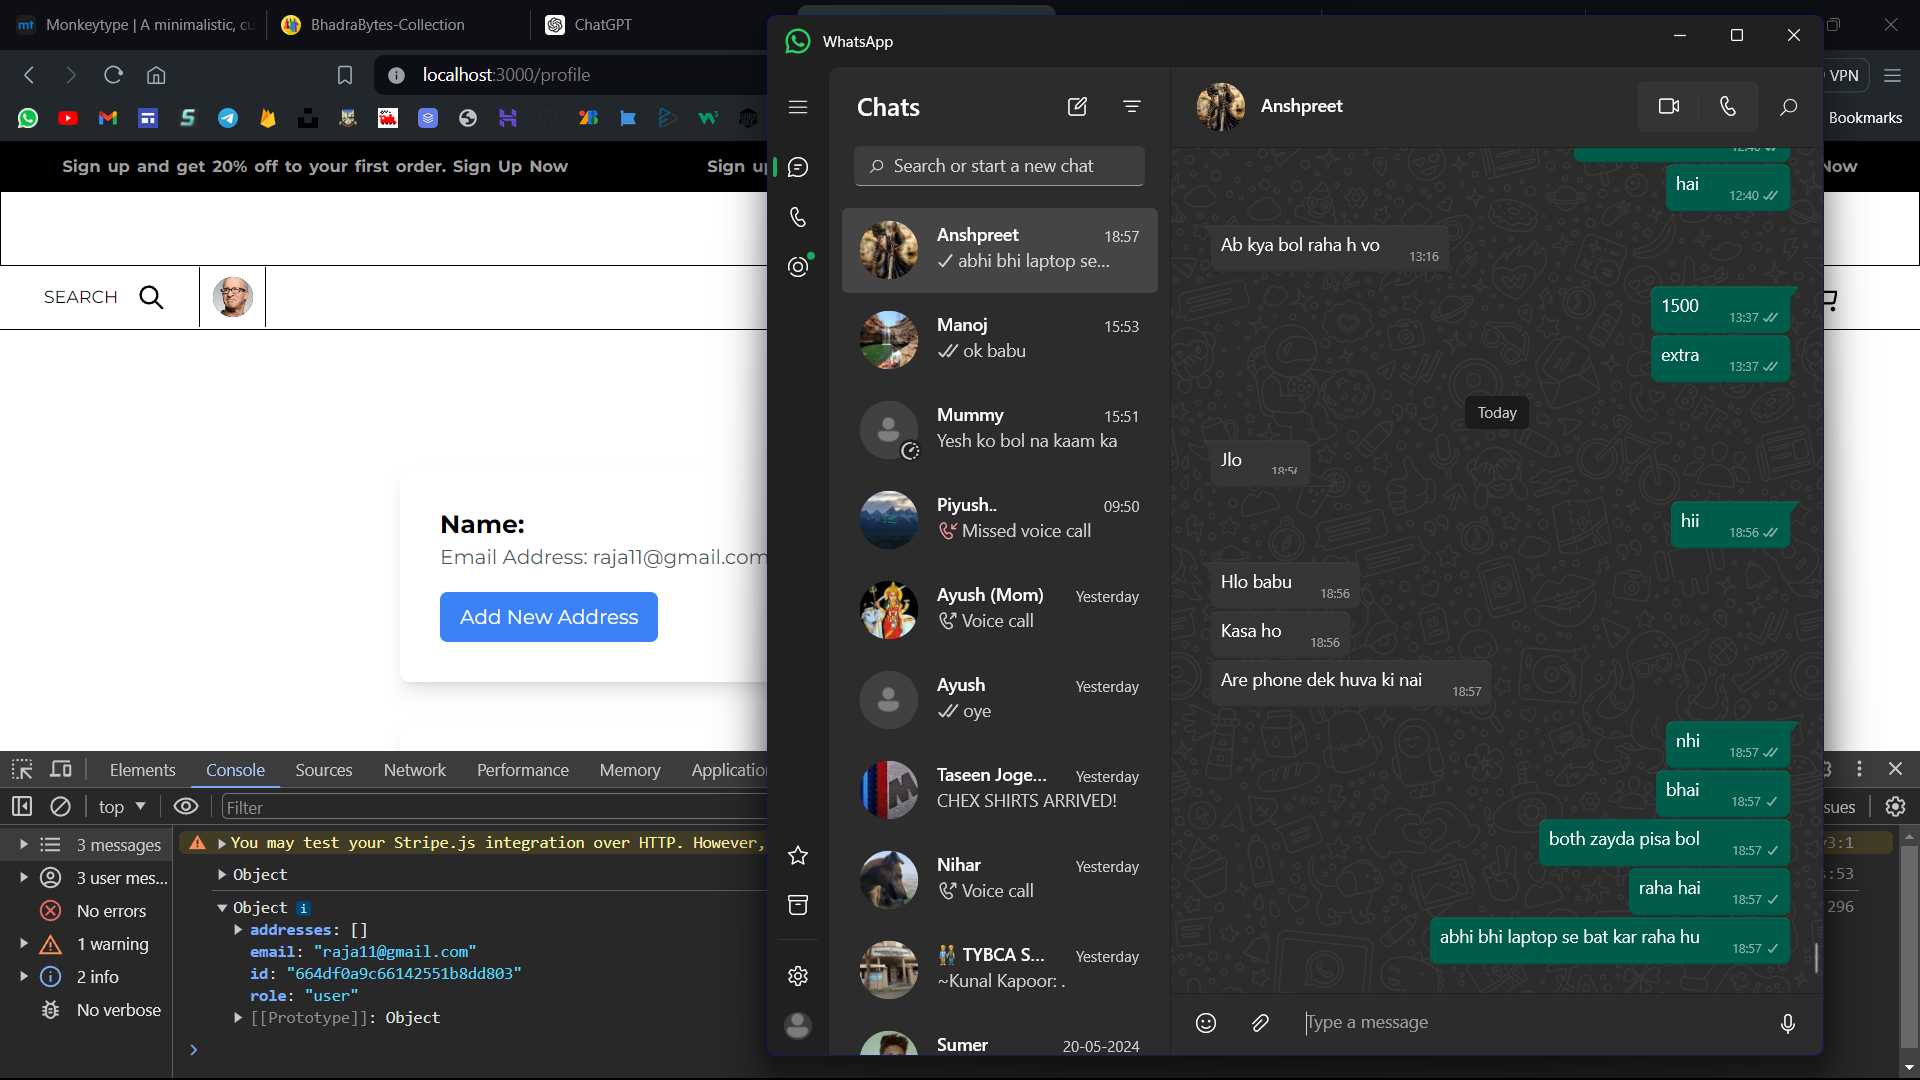 Monkeytype | A minimalistic, cu
BhadraBytes-Collection
ChatGPT
localhost:3000/profile
VPN
Bookmarks
Sign up and get 20% off to your first order. Sign Up Now
Sign up
Now
SEARCH
Name:
Email Address: raja11@gmail.com
Add New Address
Elements Console Sources Network Performance Memory Application
top
Filter
3 messages
3 user mes...
No errors
1 warning
2 info
No verbose
You may test your Stripe.js integration over HTTP. However,
Object
Object
addresses: []
email: "raja11@gmail.com"
id: "664df0a9c66142551b8dd803"
role: "user"
[[Prototype]]: Object
sues
v3:1
:53
296
WhatsApp
Chats
Search or start a new chat
Anshpreet 18:57
abhi bhi laptop se...
Manoj 15:53
ok babu
Mummy 15:51
Yesh ko bol na kaam ka
Piyush.. 09:50
Missed voice call
Ayush (Mom) Yesterday
Voice call
Ayush Yesterday
oye
Taseen Joge... Yesterday
CHEX SHIRTS ARRIVED!
Nihar Yesterday
Voice call
TYBCA S... Yesterday
~Kunal Kapoor: .
Sumer 20-05-2024
Anshpreet
12:40
hai 12:40
Ab kya bol raha h vo 13:16
1500 13:37
extra 13:37
Today
Jlo 18:56
hii 18:56
Hlo babu 18:56
Kasa ho 18:56
Are phone dek huva ki nai 18:57
nhi 18:57
bhai 18:57
both zayda pisa bol 18:57
raha hai 18:57
abhi bhi laptop se bat kar raha hu 18:57
Type a message